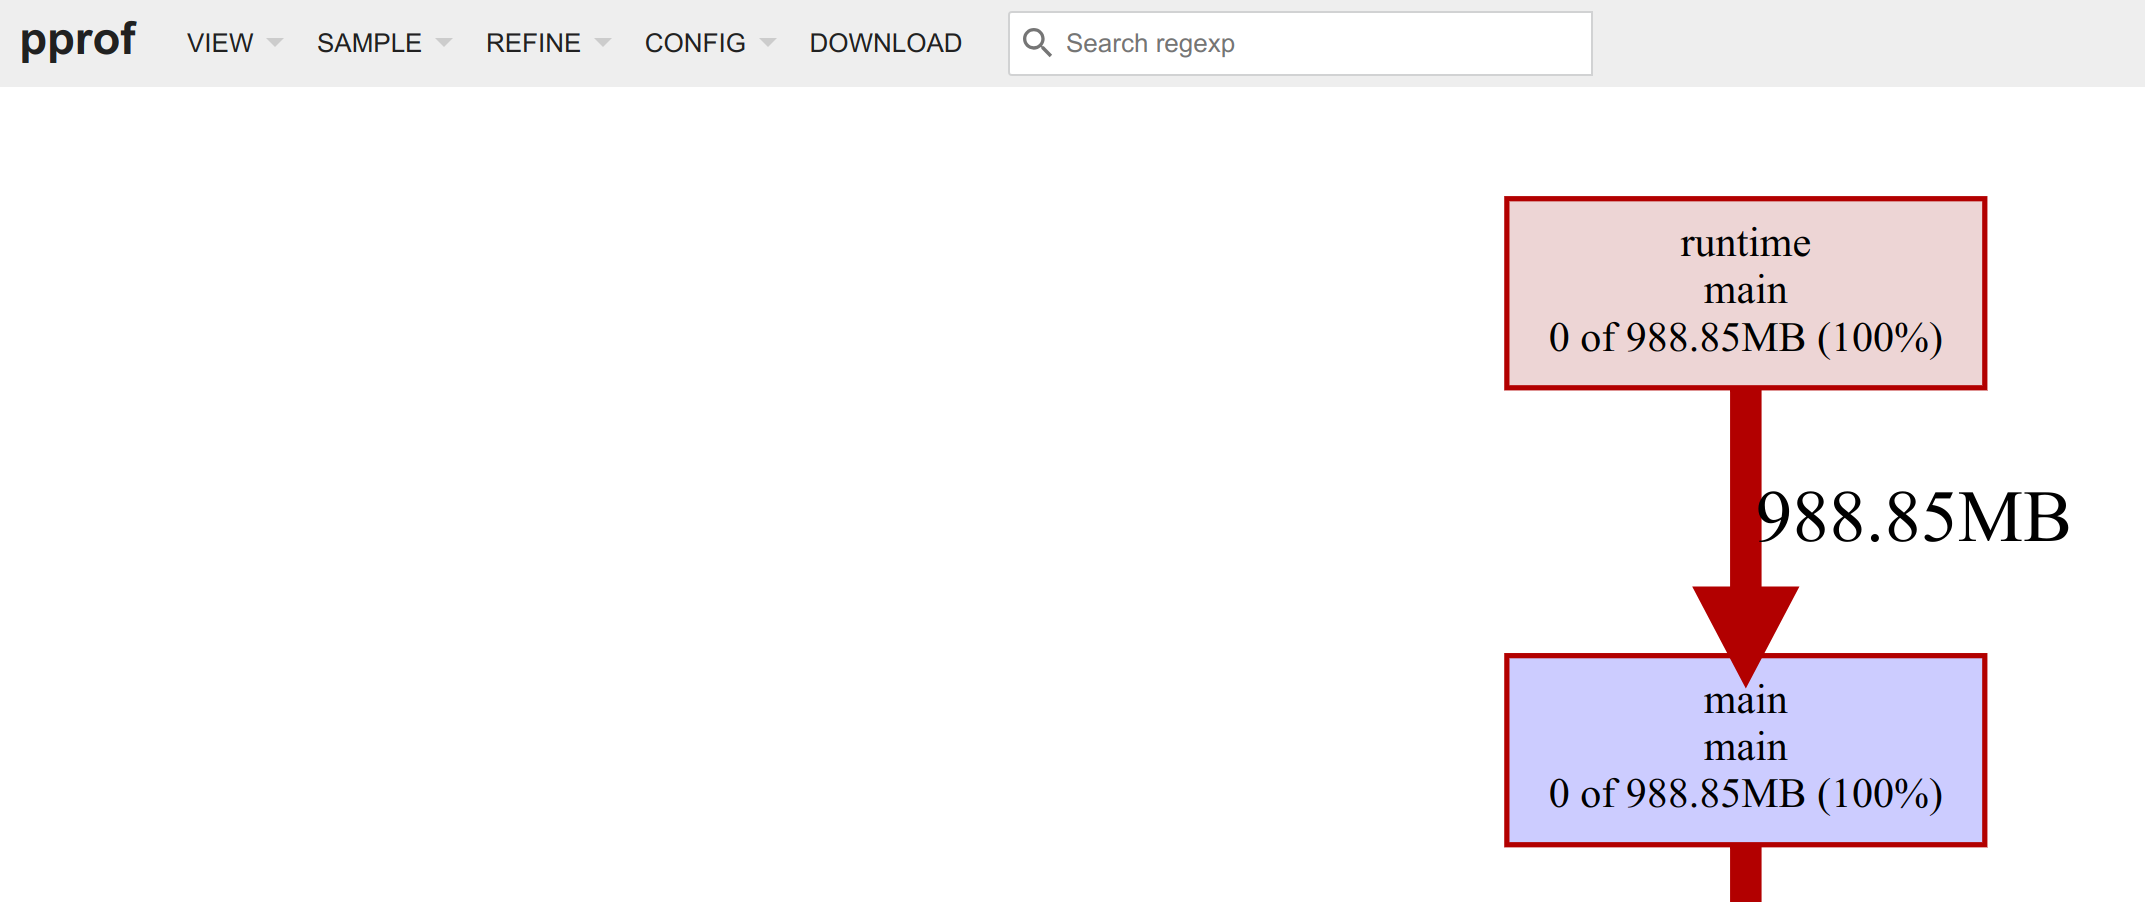 pprof VIEW SAMPLE REFINE CONFIG DOWNLOAD Search regexp
runtime
main
0 of 988.85MB (100%)
988.85MB
main
main
0 of 988.85MB (100%)